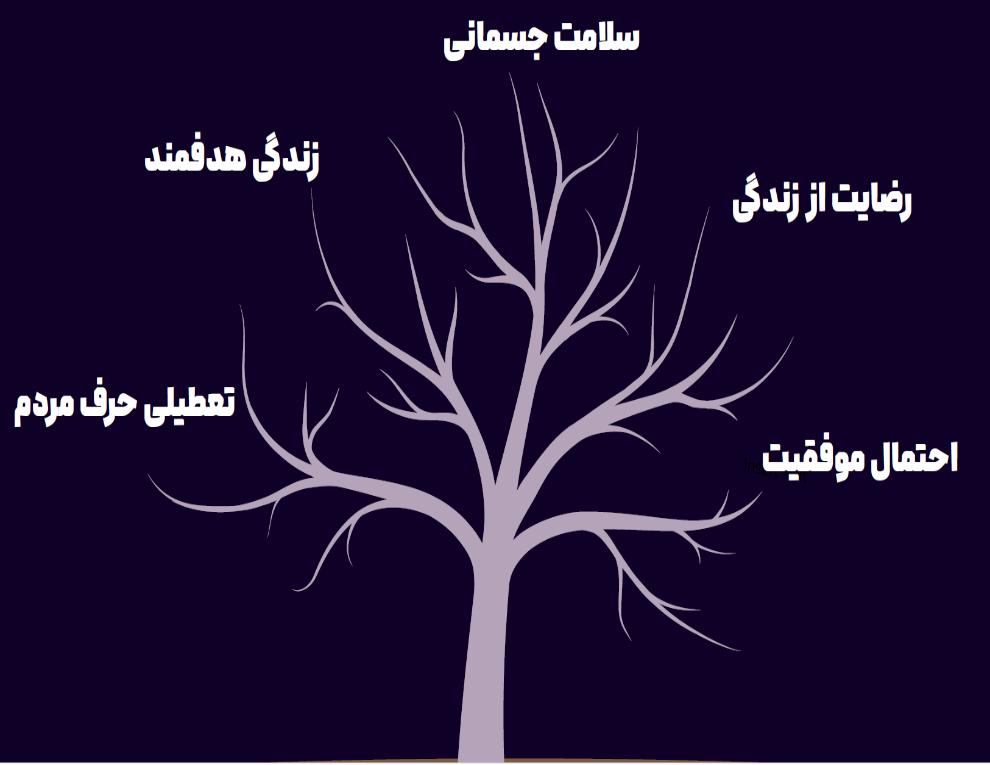 سلامت جسمانی
زندگی هدفمند
رضایت از زندگی
تعطیلی حرف مردم
احتمال موفقیت